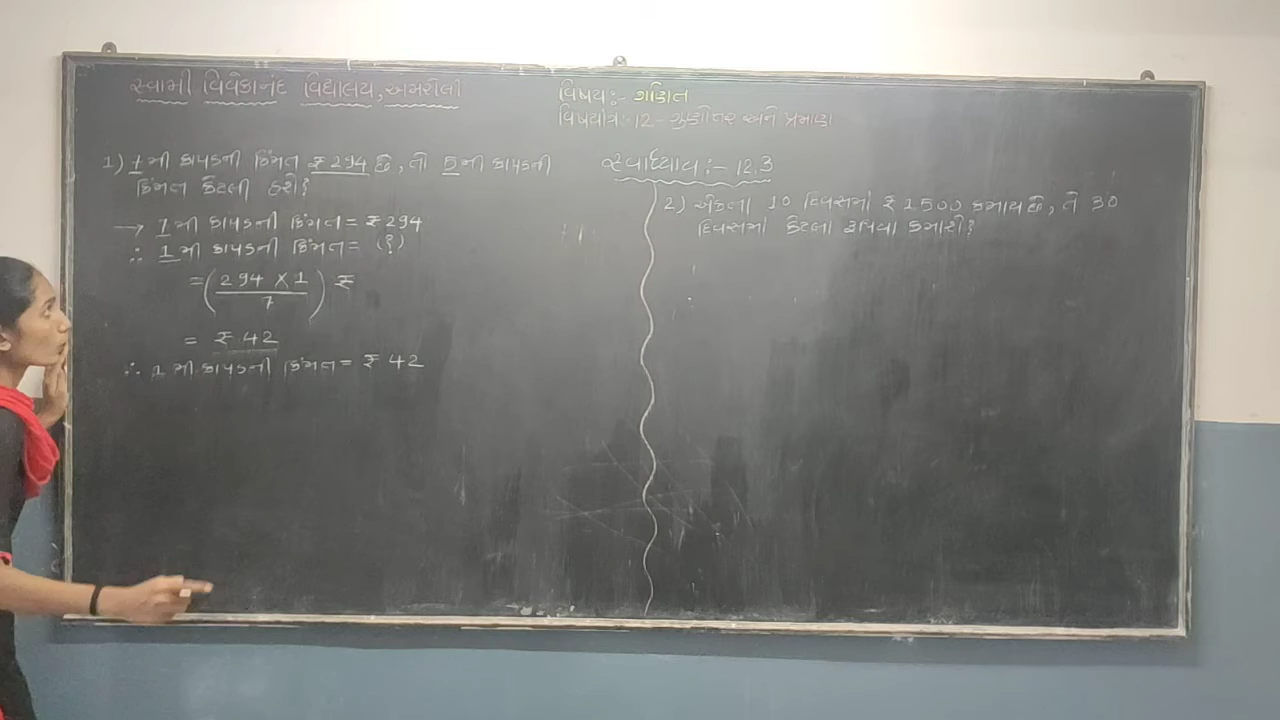 સ્વામી વિવેકાનંદ વિદ્યાલય, અમરોલી
વિષય:- ગણિત
વિષયાંગ:- 12 - ગુણોત્તર અને પ્રમાણ
સ્વાધ્યાય:- 12.3
1) 7 મી કાપડની કિંમત ₹ 294 છે, તો 5 મી કાપડની
કિંમત કેટલી હશે?
→ 7 મી કાપડની કિંમત = ₹ 294
∴ 1 મી કાપડની કિંમત = (?)
= (294 × 1 / 7) ₹
= ₹ 42
∴ 1 મી કાપડની કિંમત = ₹ 42
2) એકતા 10 દિવસમાં ₹ 2500 કમાય છે, તે 30
દિવસમાં કેટલા રૂપિયા કમાશે?